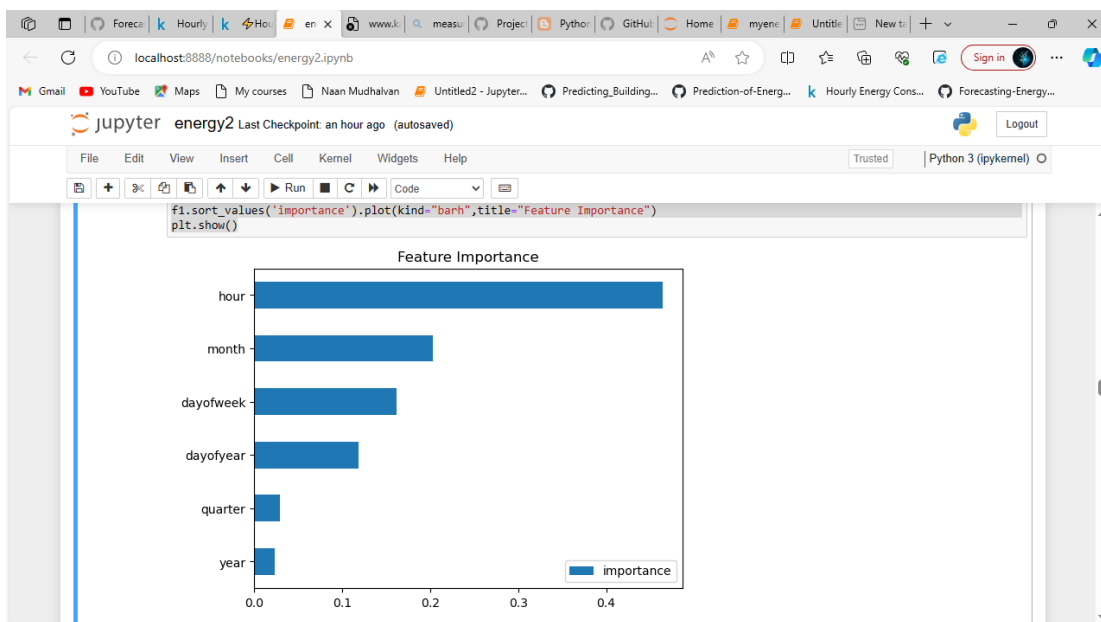 Foreca
Hourly
Hou
en
www.k
measu
Project
Pythor
GitHub
Home
myene
Untitle
New ta
localhost:8888/notebooks/energy2.ipynb
Sign in
Gmail
YouTube
Maps
My courses
Naan Mudhalvan
Untitled2 - Jupyter...
Predicting_Building...
Prediction-of-Energ...
Hourly Energy Cons...
Forecasting-Energy...
jupyter energy2 Last Checkpoint: an hour ago (autosaved)
Logout
File Edit View Insert Cell Kernel Widgets Help
Trusted
Python 3 (ipykernel)
Run
Code
f1.sort_values('importance').plot(kind="barh",title="Feature Importance")
plt.show()
Feature Importance
hour
month
dayofweek
dayofyear
quarter
year
importance
0.0 0.1 0.2 0.3 0.4